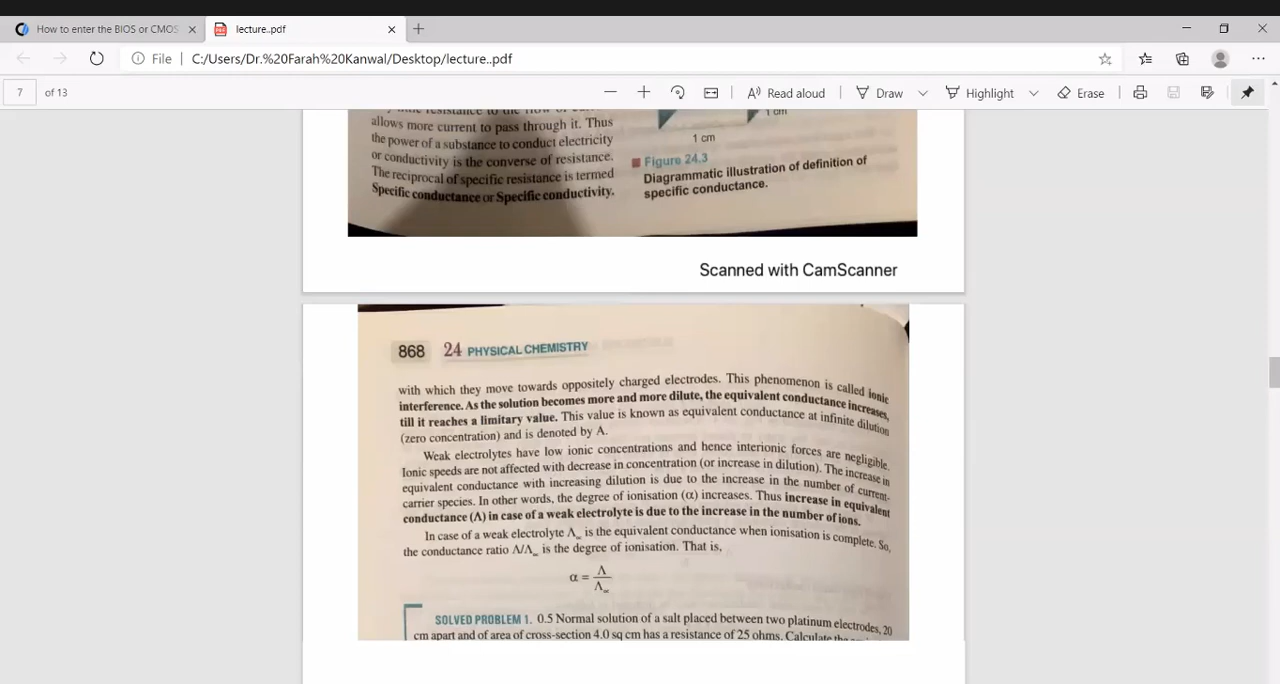 How to enter the BIOS or CMOS
lecture..pdf
File
C:/Users/Dr.%20Farah%20Kanwal/Desktop/lecture..pdf
7 of 13
Read aloud
Draw
Highlight
Erase
allows more current to pass through it. Thus
the power of a substance to conduct electricity
or conductivity is the converse of resistance.
The reciprocal of specific resistance is termed
Specific conductance or Specific conductivity.
1 cm
1 cm
Figure 24.3
Diagrammatic illustration of definition of
specific conductance.
Scanned with CamScanner
868 24 PHYSICAL CHEMISTRY
with which they move towards oppositely charged electrodes. This phenomenon is called ionic
interference. As the solution becomes more and more dilute, the equivalent conductance increases,
till it reaches a limitary value. This value is known as equivalent conductance at infinite dilution
(zero concentration) and is denoted by Λ.
Weak electrolytes have low ionic concentrations and hence interionic forces are negligible.
Ionic speeds are not affected with decrease in concentration (or increase in dilution). The increase in
equivalent conductance with increasing dilution is due to the increase in the number of current-
carrier species. In other words, the degree of ionisation (α) increases. Thus increase in equivalent
conductance (Λ) in case of a weak electrolyte is due to the increase in the number of ions.
In case of a weak electrolyte Λ∞ is the equivalent conductance when ionisation is complete. So,
the conductance ratio Λ/Λ∞ is the degree of ionisation. That is,
α = Λ/Λ∞
SOLVED PROBLEM 1. 0.5 Normal solution of a salt placed between two platinum electrodes, 20
cm apart and of area of cross-section 4.0 sq cm has a resistance of 25 ohms. Calculate the